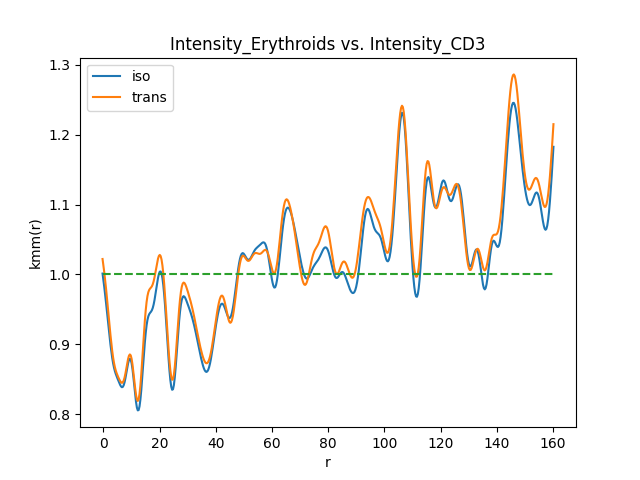 Intensity_Erythroids vs. Intensity_CD3
iso
trans
1.3
1.2
1.1
1.0
0.9
0.8
kmm(r)
0 20 40 60 80 100 120 140 160
r